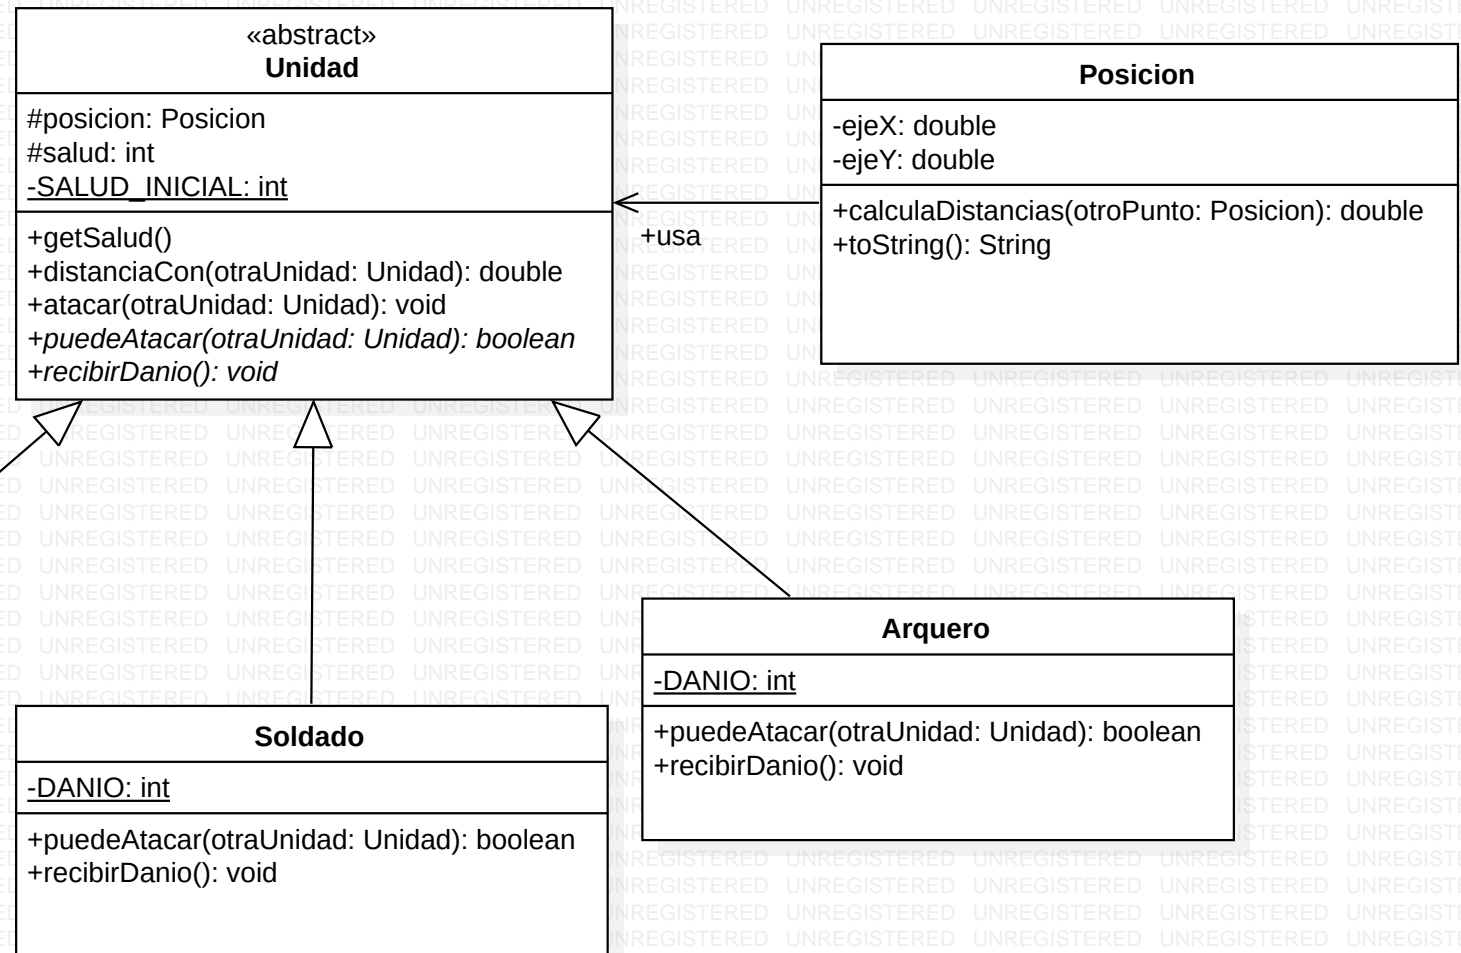 «abstract»
Unidad
#posicion: Posicion
#salud: int
-SALUD_INICIAL: int
+getSalud()
+distanciaCon(otraUnidad: Unidad): double
+atacar(otraUnidad: Unidad): void
+puedeAtacar(otraUnidad: Unidad): boolean
+recibirDanio(): void
+usa
Posicion
-ejeX: double
-ejeY: double
+calculaDistancias(otroPunto: Posicion): double
+toString(): String
Soldado
-DANIO: int
+puedeAtacar(otraUnidad: Unidad): boolean
+recibirDanio(): void
Arquero
-DANIO: int
+puedeAtacar(otraUnidad: Unidad): boolean
+recibirDanio(): void
UNREGISTERED